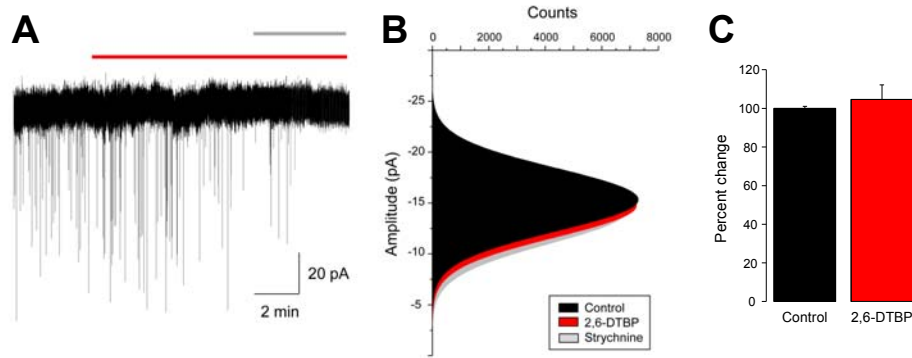 A
20 pA
2 min
B
Counts
0 2000 4000 6000 8000
-25
-20
-15
-10
-5
Amplitude (pA)
Control
2,6-DTBP
Strychnine
C
120
100
80
60
40
20
0
Percent change
Control 2,6-DTBP